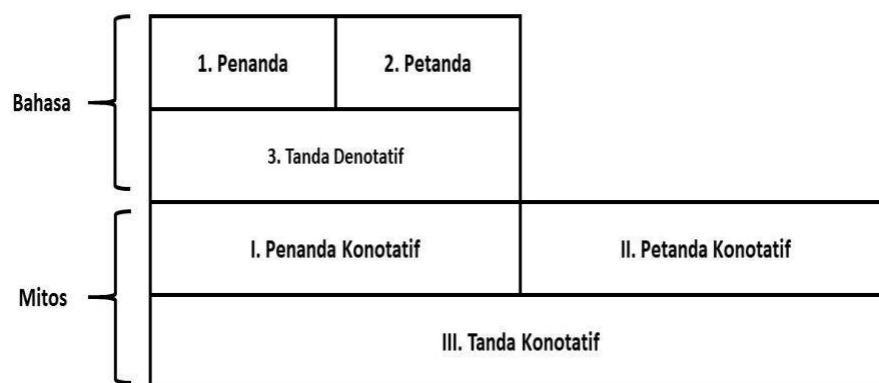 1. Penanda
2. Petanda
Bahasa
3. Tanda Denotatif
I. Penanda Konotatif
II. Petanda Konotatif
Mitos
III. Tanda Konotatif